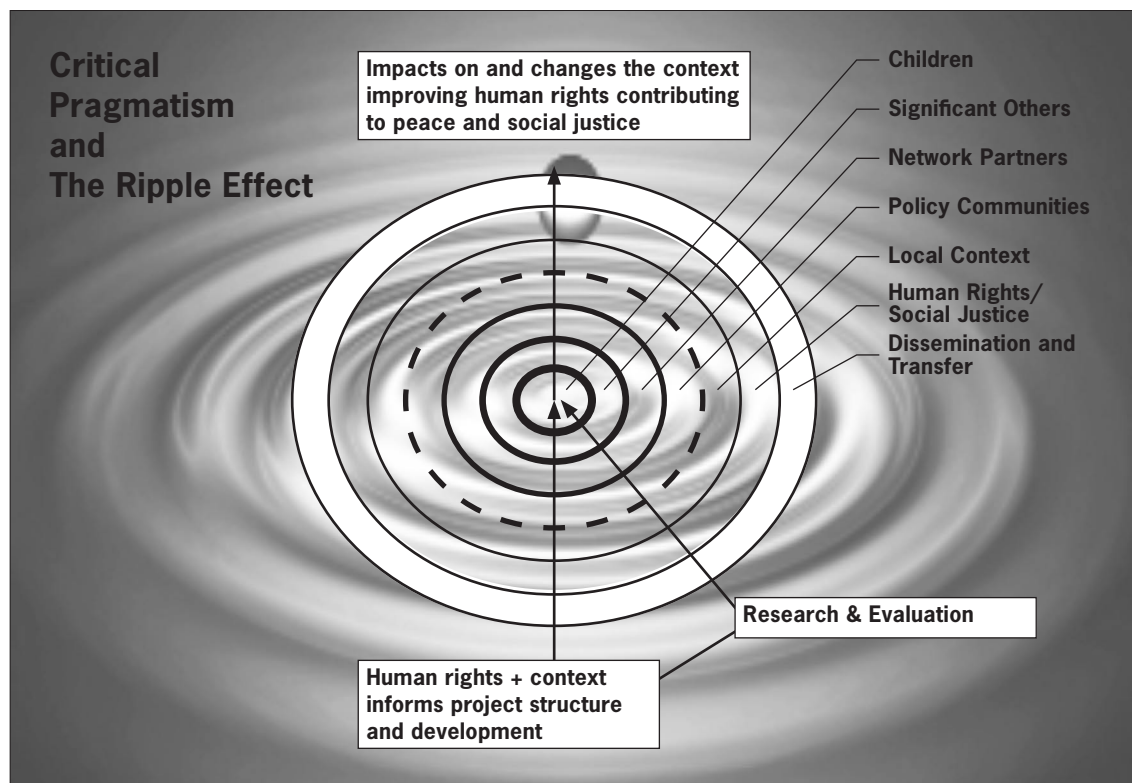 Critical
Pragmatism
and
The Ripple Effect
Impacts on and changes the context
improving human rights contributing
to peace and social justice
Children
Significant Others
Network Partners
Policy Communities
Local Context
Human Rights/
Social Justice
Dissemination and
Transfer
Research & Evaluation
Human rights + context
informs project structure
and development